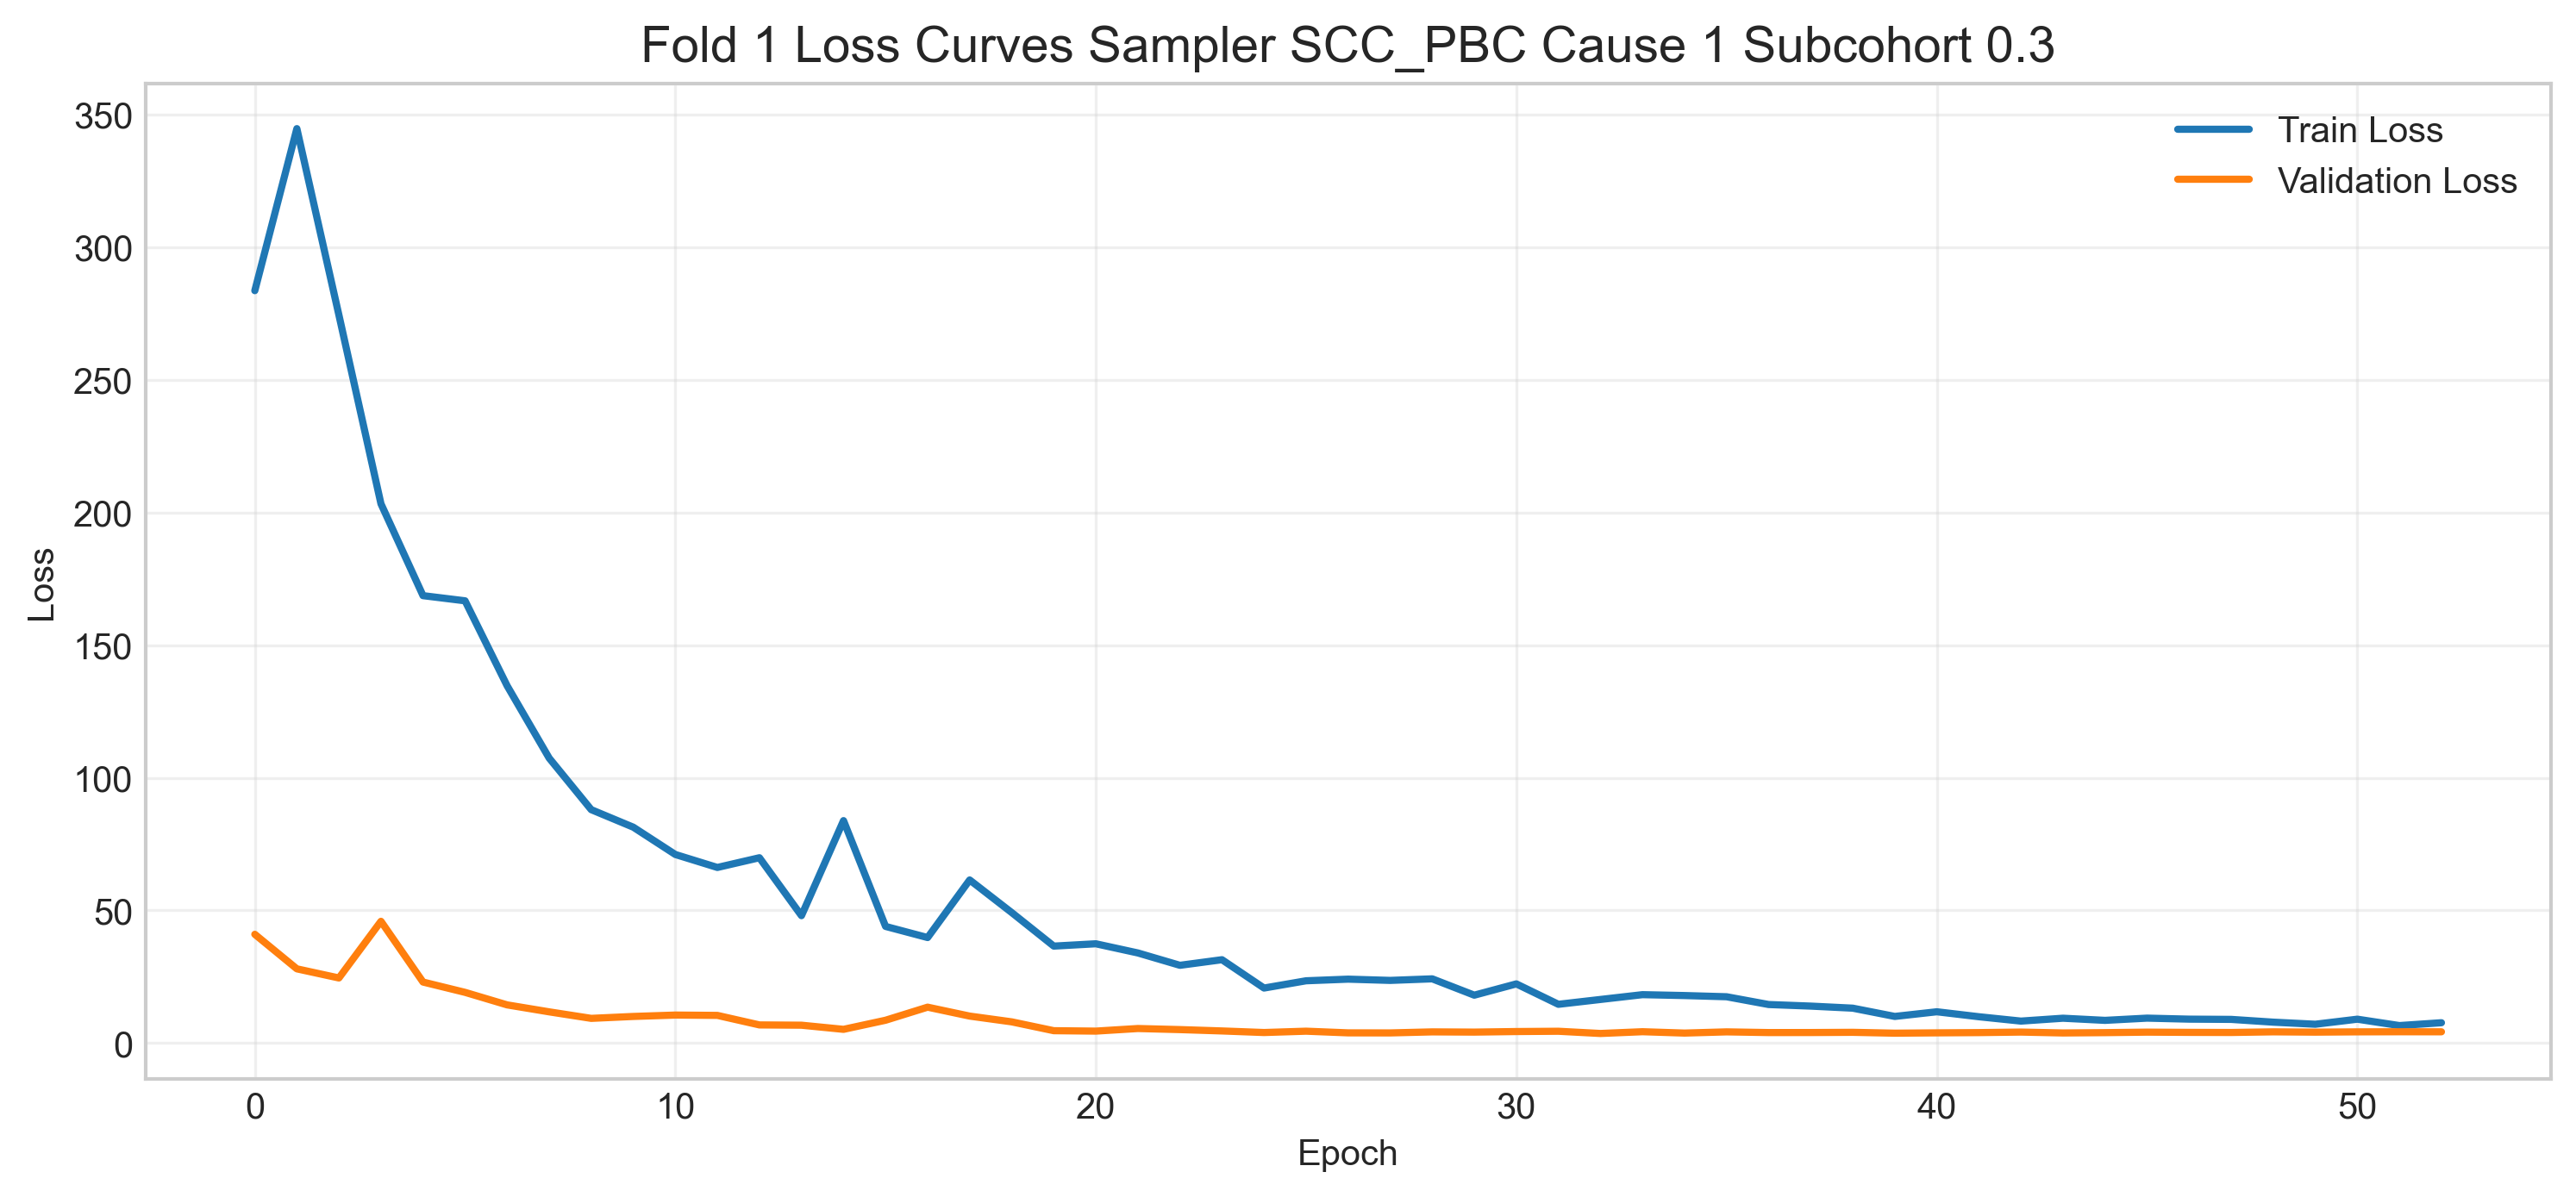 Fold 1 Loss Curves Sampler SCC_PBC Cause 1 Subcohort 0.3
350
300
250
200
150
100
50
0
Loss
Train Loss
Validation Loss
0 10 20 30 40 50
Epoch